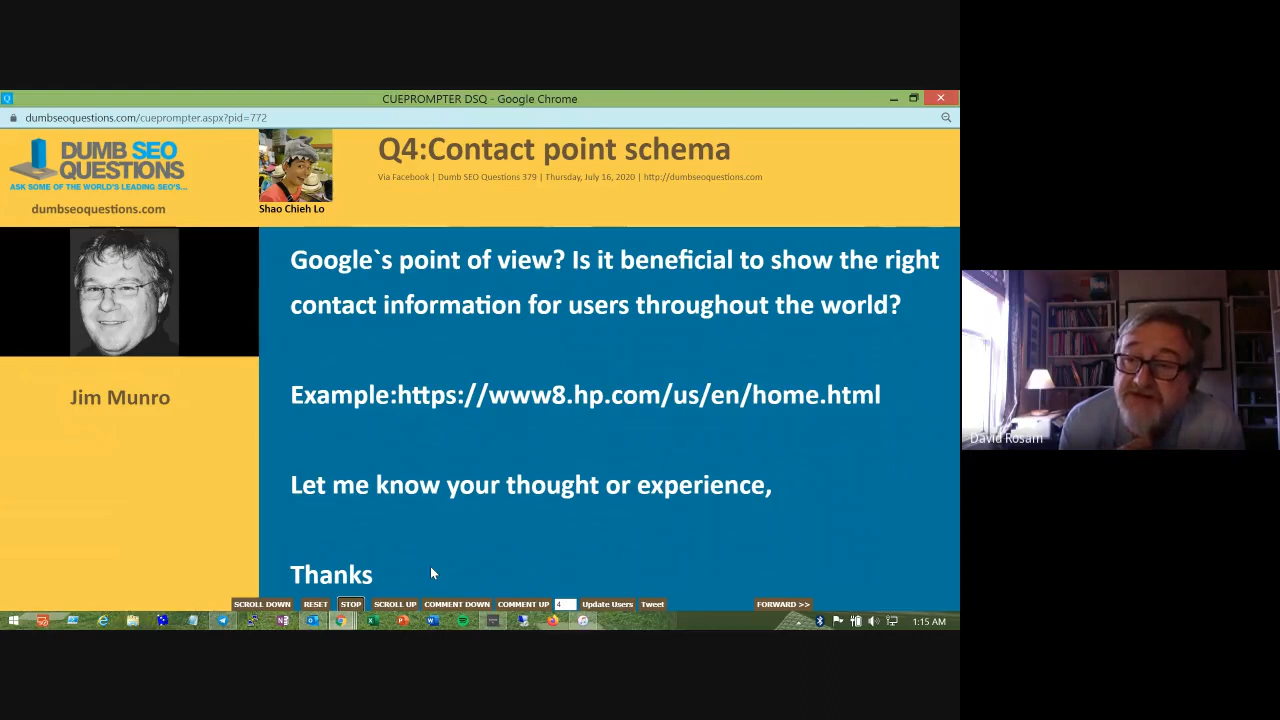 CUEPROMPTER DSQ - Google Chrome
dumbseoquestions.com/cueprompter.aspx?pid=772
DUMB SEO
QUESTIONS
ASK SOME OF THE WORLD'S LEADING SEO'S...
dumbseoquestions.com
Shao Chieh Lo
Q4:Contact point schema
Via Facebook | Dumb SEO Questions 379 | Thursday, July 16, 2020 | http://dumbseoquestions.com
Jim Munro
Google`s point of view? Is it beneficial to show the right
contact information for users throughout the world?
Example:https://www8.hp.com/us/en/home.html
Let me know your thought or experience,
Thanks
David Rosam
SCROLL DOWN RESET STOP SCROLL UP COMMENT DOWN COMMENT UP 4 Update Users Tweet FORWARD >>
1:15 AM